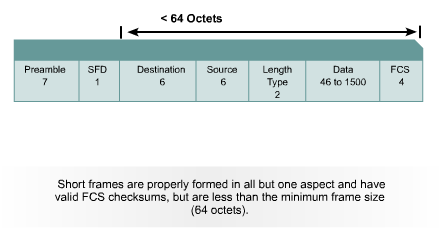 < 64 Octets
Preamble SFD Destination Source Length Data FCS
7 1 6 6 Type 46 to 1500 4
2
Short frames are properly formed in all but one aspect and have
valid FCS checksums, but are less than the minimum frame size
(64 octets).